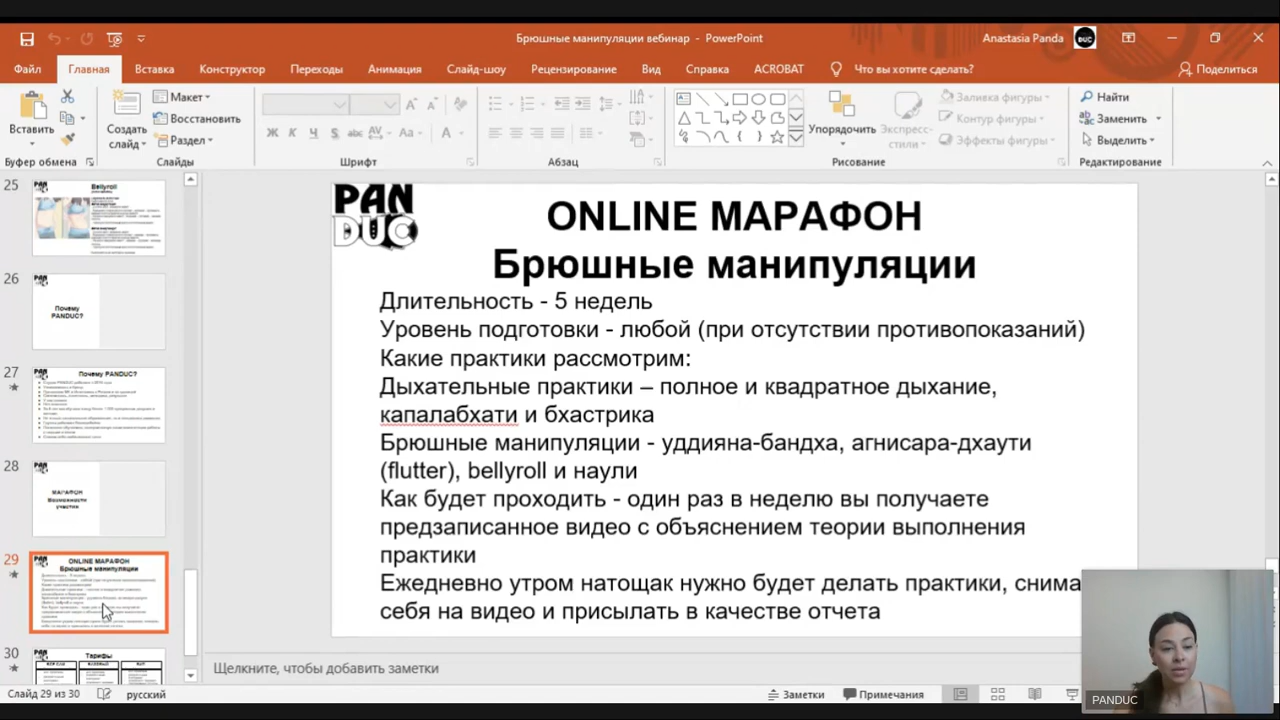 Брюшные манипуляции вебинар - PowerPoint
Anastasia Panda
DUC
Файл
Главная
Вставка
Конструктор
Переходы
Анимация
Слайд-шоу
Рецензирование
Вид
Справка
ACROBAT
Что вы хотите сделать?
Поделиться
Вставить
Буфер обмена
Создать слайд
Макет
Восстановить
Раздел
Слайды
Ж К Ч S abc AV Aa A
Шрифт
Абзац
Упорядочить
Экспресс-стили
Заливка фигуры
Контур фигуры
Эффекты фигуры
Рисование
Найти
Заменить
Выделить
Редактирование
25
Bellyroll
26
Почему
PANDUC?
27
Почему PANDUC?
28
МАРАФОН
Возможности
участия
29
ONLINE МАРАФОН
Брюшные манипуляции
30
Тарифы
PAN
DUC
ONLINE МАРАФОН
Брюшные манипуляции
Длительность - 5 недель
Уровень подготовки - любой (при отсутствии противопоказаний)
Какие практики рассмотрим:
Дыхательные практики – полное и квадратное дыхание,
капалабхати и бхастрика
Брюшные манипуляции - уддияна-бандха, агнисара-дхаути
(flutter), bellyroll и наули
Как будет проходить - один раз в неделю вы получаете
предзаписанное видео с объяснением теории выполнения
практики
Ежедневно утром натощак нужно будет делать практики, снима
себя на видео и присылать в качестве отчета
Щелкните, чтобы добавить заметки
Слайд 29 из 30
русский
Заметки
Примечания
PANDUC